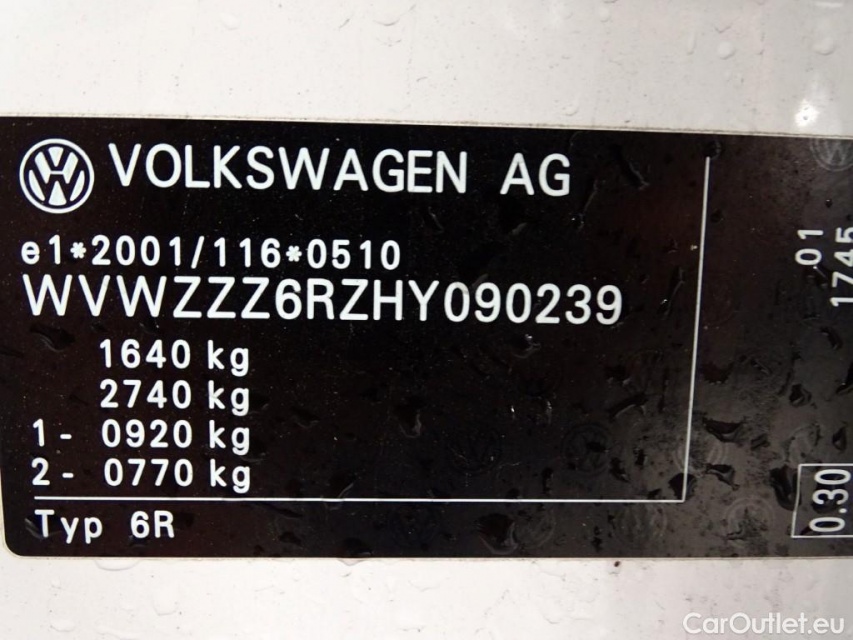 VOLKSWAGEN AG
e1*2001/116*0510
WVWZZZ6RZHY090239
1640 kg
2740 kg
1- 0920 kg
2- 0770 kg
Typ 6R
01
1745
0.30
CarOutlet.eu